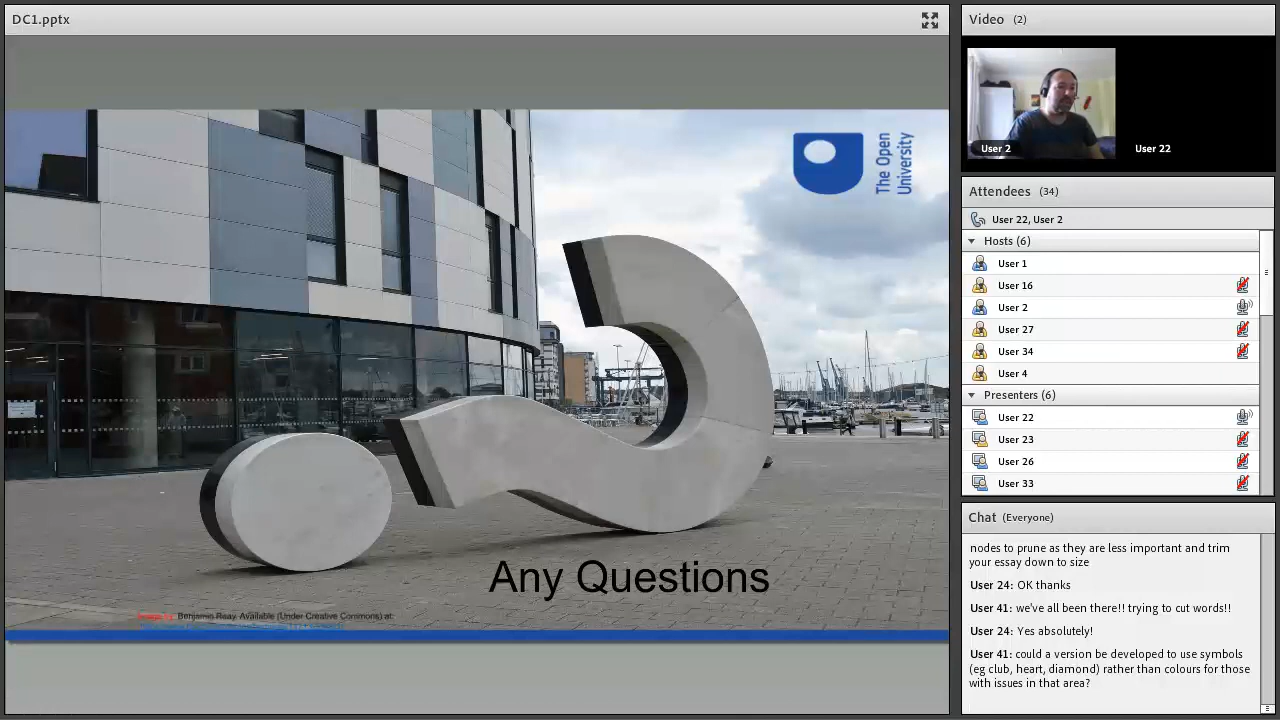 DC1.pptx
The Open
University
Any Questions
Image by: Benjamin Reay. Available (Under Creative Commons) at:
Video (2)
User 2
User 22
Attendees (34)
User 22, User 2
Hosts (6)
User 1
User 16
User 2
User 27
User 34
User 4
Presenters (6)
User 22
User 23
User 26
User 33
Chat (Everyone)
nodes to prune as they are less important and trim
your essay down to size
User 24: OK thanks
User 41: we've all been there!! trying to cut words!!
User 24: Yes absolutely!
User 41: could a version be developed to use symbols
(eg club, heart, diamond) rather than colours for those
with issues in that area?